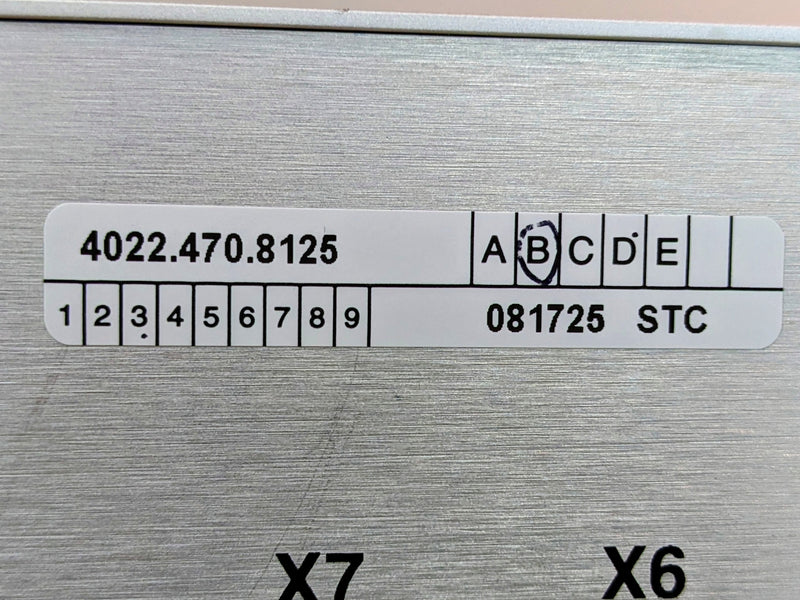 4022.470.8125 A B C D E
1 2 3 4 5 6 7 8 9 081725 STC
X7 X6